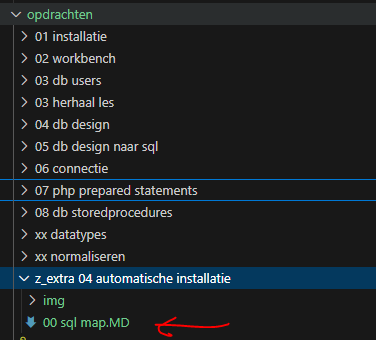 opdrachten
01 installatie
02 workbench
03 db users
03 herhaal les
04 db design
05 db design naar sql
06 connectie
07 php prepared statements
08 db storedprocedures
xx datatypes
xx normaliseren
z_extra 04 automatische installatie
img
00 sql map.MD